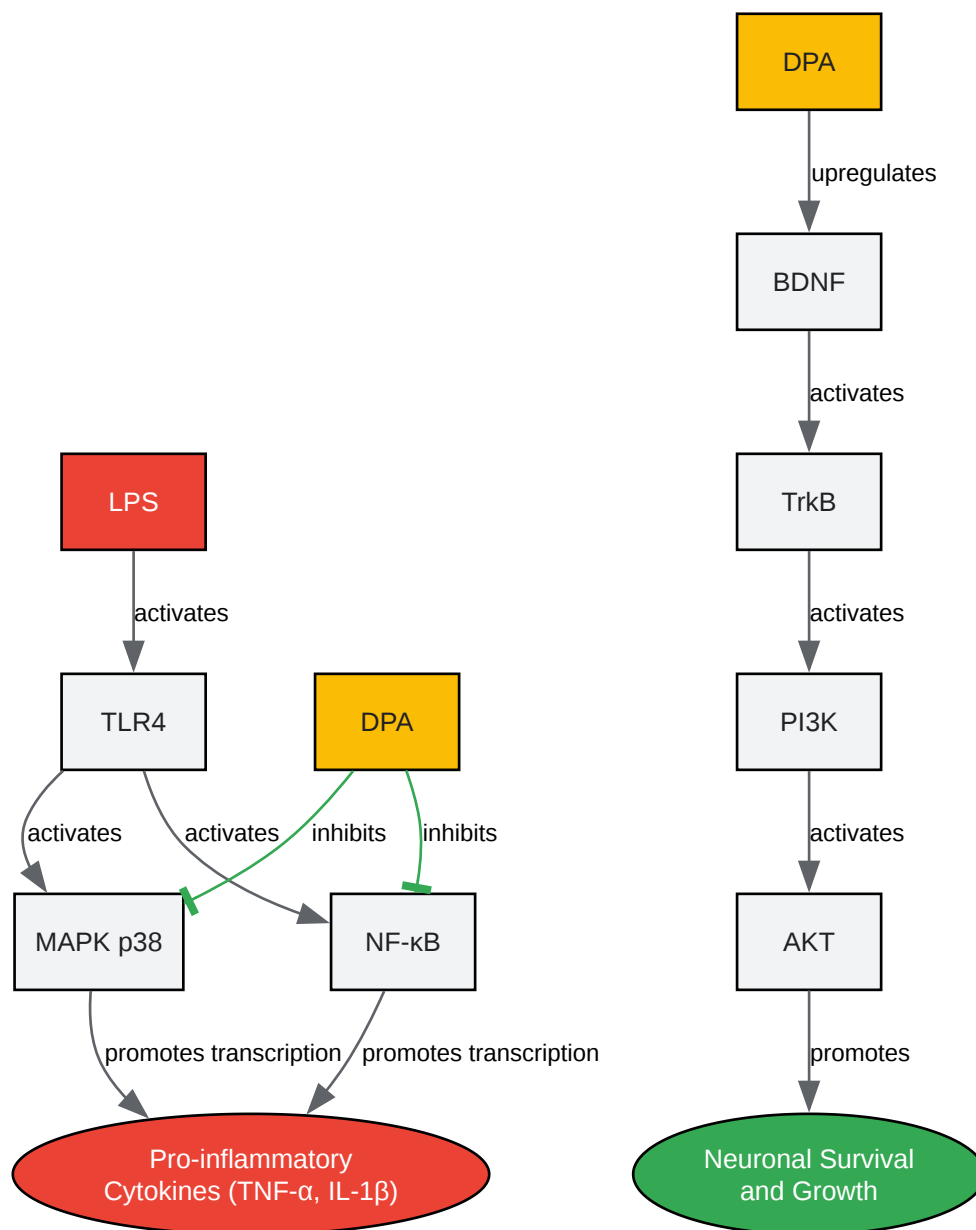 DPA
upregulates
BDNF
activates
LPS
TrkB
activates
activates
TLR4
DPA
PI3K
activates
activates
inhibits
inhibits
activates
MAPK p38
NF-κB
AKT
promotes transcription
promotes transcription
promotes
Pro-inflammatory
Cytokines (TNF-α, IL-1β)
Neuronal Survival
and Growth